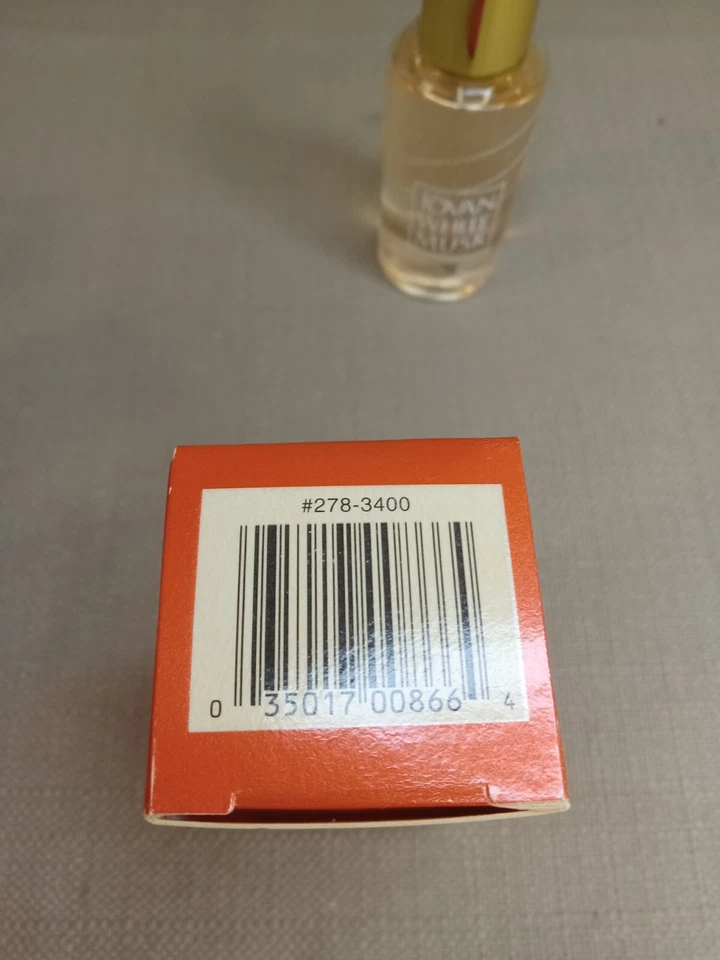 JOVAN
WHITE
MUSK
#278-3400
0 35017 00866 4